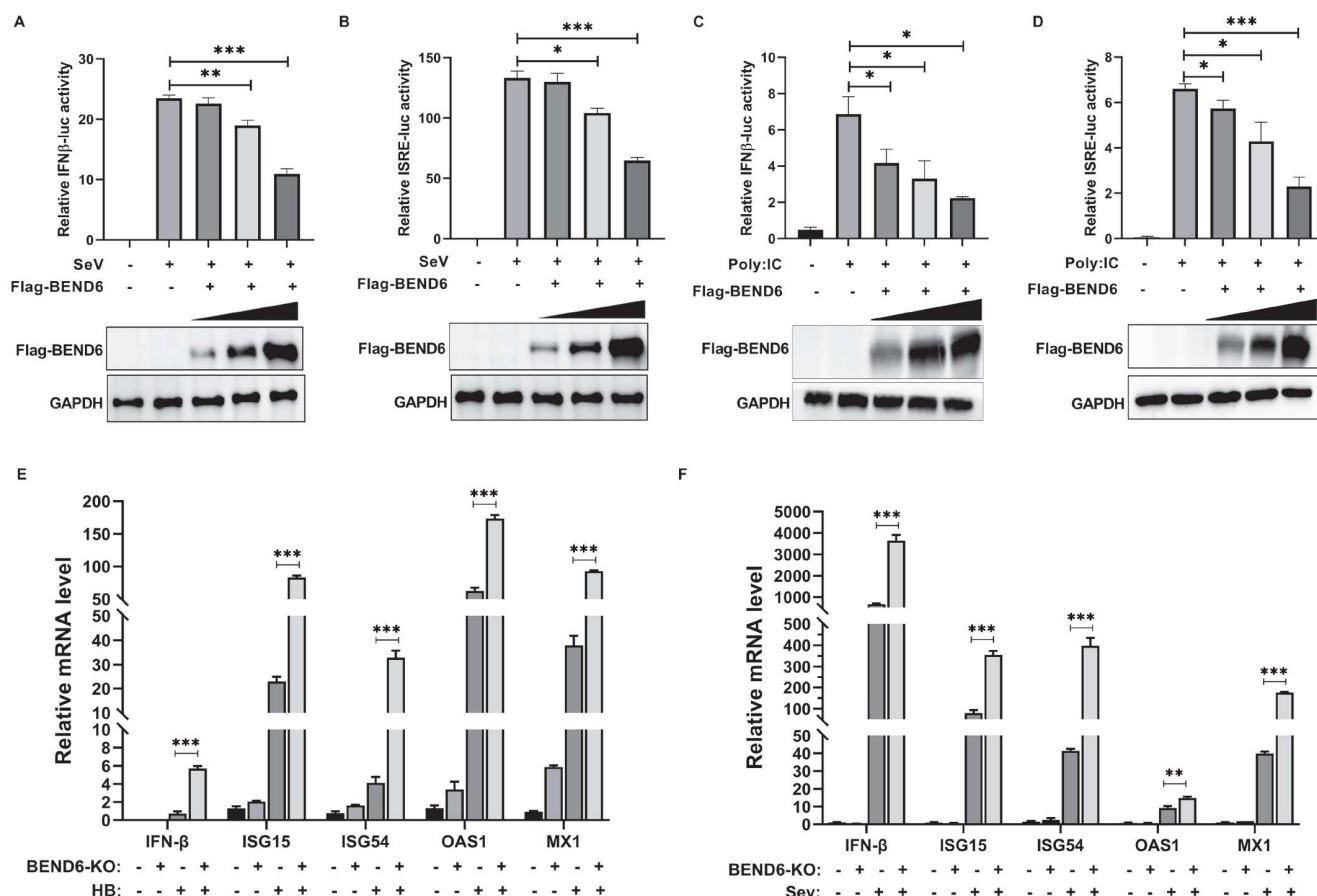 A
Relative IFNβ-luc activity
30
20
10
0
***
**
SeV - + + + +
Flag-BEND6 - - + + +
Flag-BEND6
GAPDH
B
Relative ISRE-luc activity
150
100
50
0
***
*
SeV - + + + +
Flag-BEND6 - - + + +
Flag-BEND6
GAPDH
C
Relative IFNβ-luc activity
10
8
6
4
2
0
*
*
*
Poly:IC - + + + +
Flag-BEND6 - - + + +
Flag-BEND6
GAPDH
D
Relative ISRE-luc activity
8
6
4
2
0
***
*
*
Poly:IC - + + + +
Flag-BEND6 - - + + +
Flag-BEND6
GAPDH
E
Relative mRNA level
200
150
100
50
50
40
30
20
10
8
6
4
2
0
***
***
***
***
***
IFN-β ISG15 ISG54 OAS1 MX1
BEND6-KO: - + - + - + - + - + - + - + - + - + - +
HB: - - + + - - + + - - + + - - + + - - + +
F
Relative mRNA level
5000
4000
3000
2000
1000
500
400
300
200
100
50
40
30
20
10
0
***
***
***
**
***
IFN-β ISG15 ISG54 OAS1 MX1
BEND6-KO: - + - + - + - + - + - + - + - + - + - +
Sev: - - + + - - + + - - + + - - + + - - + +